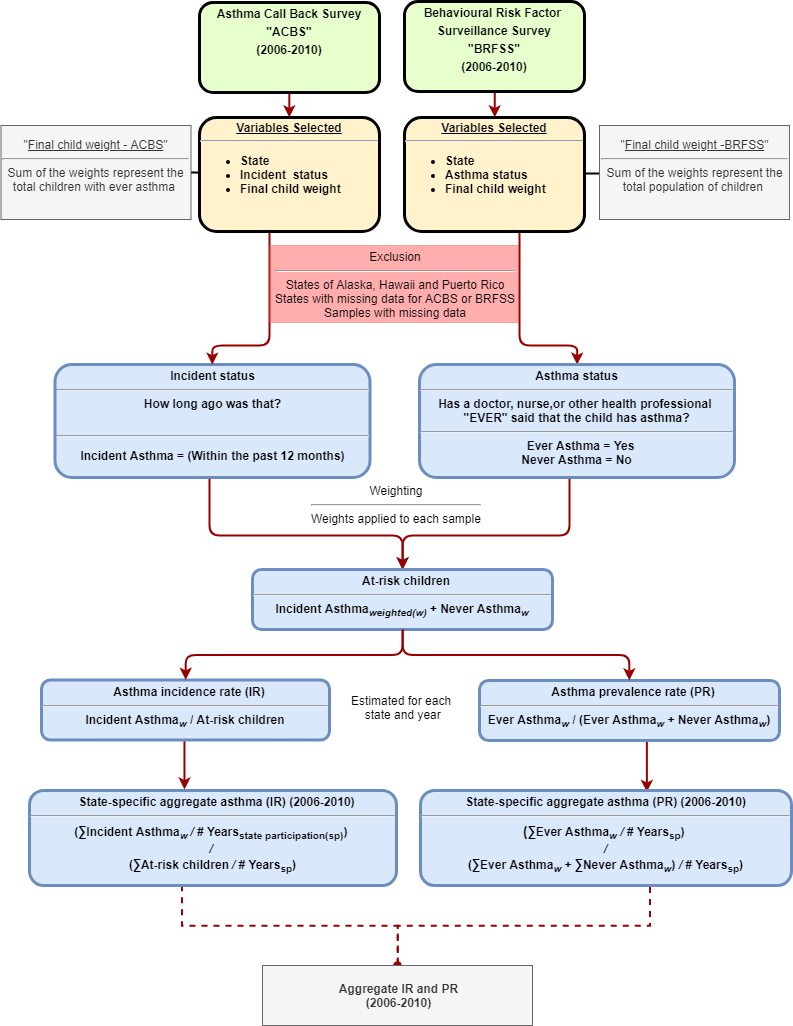 Asthma Call Back Survey
"ACBS"
(2006-2010)
Behavioural Risk Factor
Surveillance Survey
"BRFSS"
(2006-2010)
"Final child weight - ACBS"
Sum of the weights represent the
total children with ever asthma
Variables Selected
• State
• Incident status
• Final child weight
Variables Selected
• State
• Asthma status
• Final child weight
"Final child weight -BRFSS"
Sum of the weights represent the
total population of children
Exclusion
States of Alaska, Hawaii and Puerto Rico
States with missing data for ACBS or BRFSS
Samples with missing data
Incident status
How long ago was that?
Incident Asthma = (Within the past 12 months)
Asthma status
Has a doctor, nurse,or other health professional
"EVER" said that the child has asthma?
Ever Asthma = Yes
Never Asthma = No
Weighting
Weights applied to each sample
At-risk children
Incident Asthma weighted(w) + Never Asthma w
Asthma incidence rate (IR)
Incident Asthma w / At-risk children
Estimated for each
state and year
Asthma prevalence rate (PR)
Ever Asthma w / (Ever Asthma w + Never Asthma w)
State-specific aggregate asthma (IR) (2006-2010)
(∑Incident Asthma w / # Years state participation(sp))
/
(∑At-risk children / # Years sp)
State-specific aggregate asthma (PR) (2006-2010)
(∑Ever Asthma w / # Years sp)
/
(∑Ever Asthma w + ∑Never Asthma w) / # Years sp)
Aggregate IR and PR
(2006-2010)